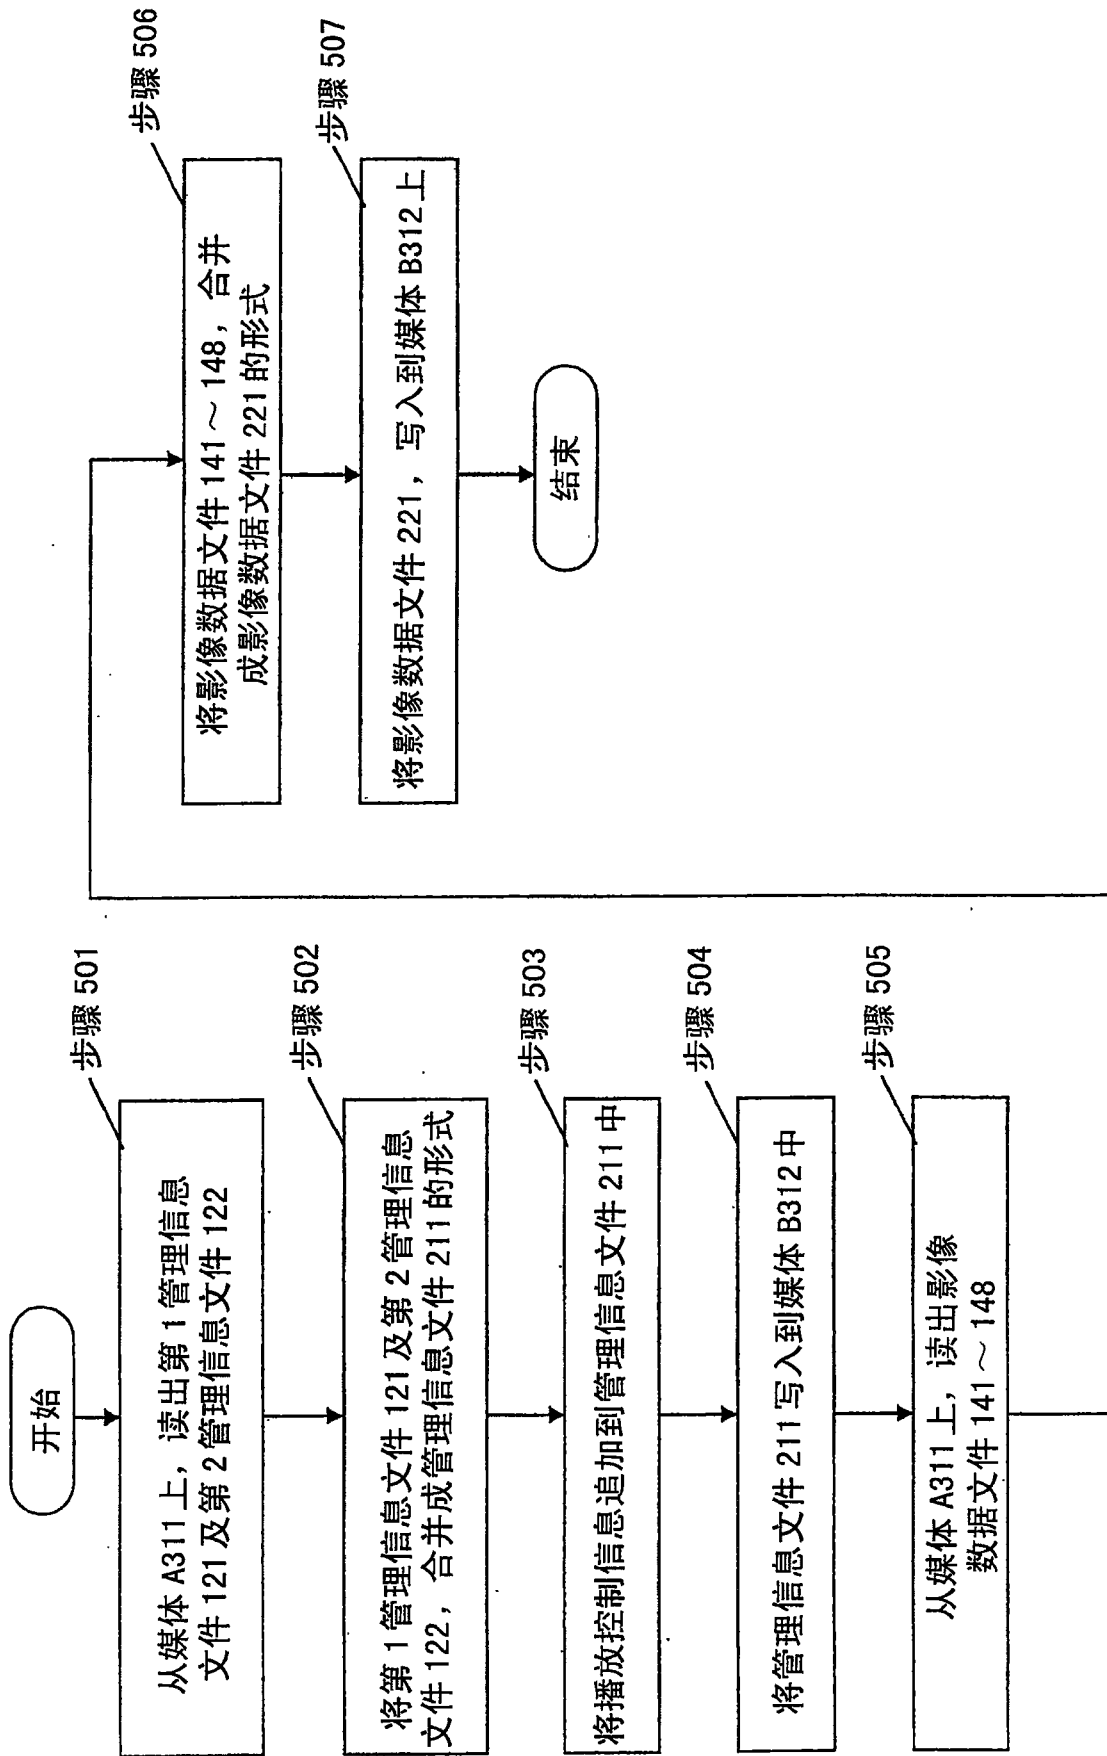 开始
步骤 501
从媒体 A311 上，读出第 1 管理信息
文件 121 及第 2 管理信息文件 122
步骤 502
将第 1 管理信息文件 121 及第 2 管理信息
文件 122，合并成管理信息文件 211 的形式
步骤 503
将播放控制信息追加到管理信息文件 211 中
步骤 504
将管理信息文件 211 写入到媒体 B312 中
步骤 505
从媒体 A311 上，读出影像
数据文件 141～148
步骤 506
将影像数据文件 141～148，合并
成影像数据文件 221 的形式
步骤 507
将影像数据文件 221，写入到媒体 B312 上
结束